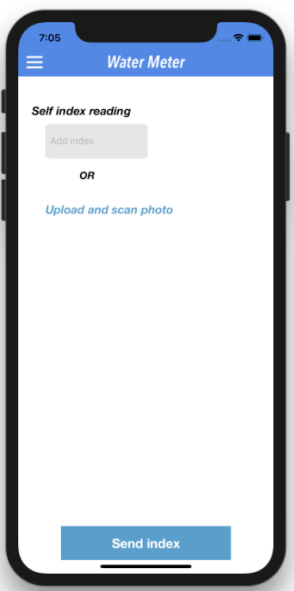 7:05
Water Meter
Self index reading
Add index
OR
Upload and scan photo
Send index